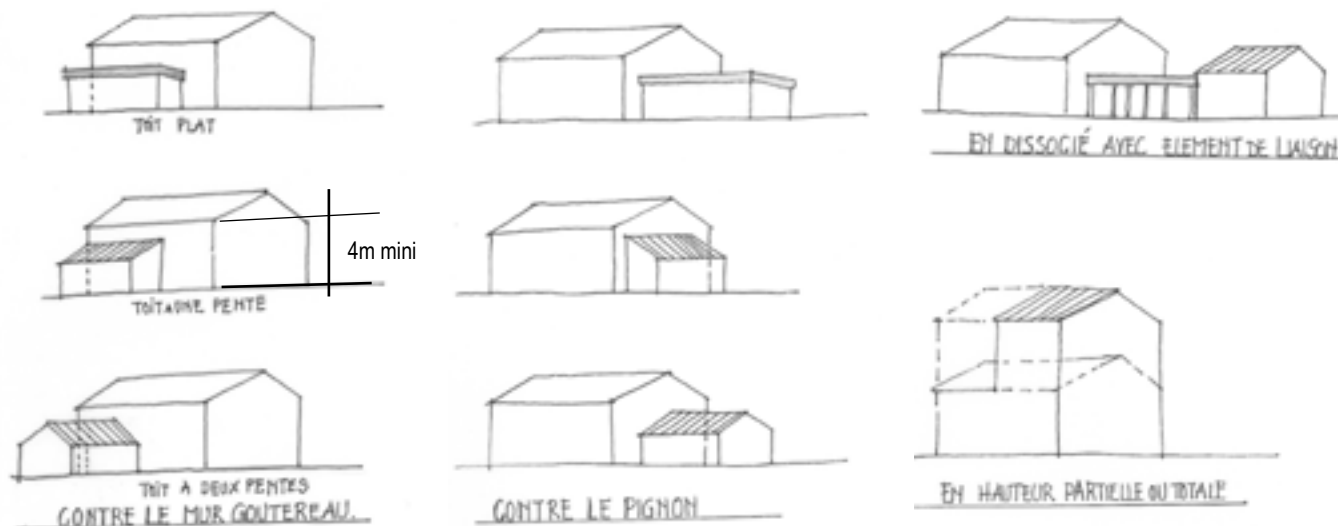 TOIT PLAT
EN DISSOCIÉ AVEC ELEMENT DE LIAISON
4m mini
TOIT A UNE PENTE
TOIT A DEUX PENTES
CONTRE LE MUR GOUTEREAU.
CONTRE LE PIGNON
EN HAUTEUR PARTIELLE OU TOTALE